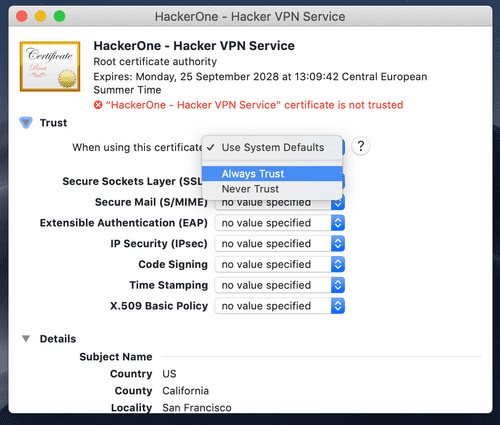 HackerOne - Hacker VPN Service
Certificate
Root
HackerOne - Hacker VPN Service
Root certificate authority
Expires: Monday, 25 September 2028 at 13:09:42 Central European
Summer Time
“HackerOne - Hacker VPN Service” certificate is not trusted
Trust
When using this certificate ✓ Use System Defaults ?
Always Trust
Never Trust
Secure Sockets Layer (SSL
Secure Mail (S/MIME) no value specified
Extensible Authentication (EAP) no value specified
IP Security (IPsec) no value specified
Code Signing no value specified
Time Stamping no value specified
X.509 Basic Policy no value specified
Details
Subject Name
Country US
County California
Locality San Francisco